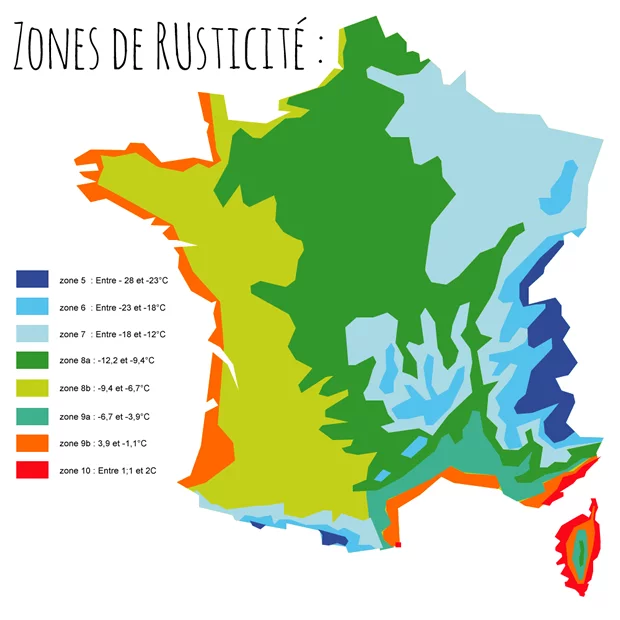 ZONES DE RUSTICITÉ :
zone 5 : Entre - 28 et -23°C
zone 6 : Entre -23 et -18°C
zone 7 : Entre -18 et -12°C
zone 8a : -12,2 et -9,4°C
zone 8b : -9,4 et -6,7°C
zone 9a : -6,7 et -3,9°C
zone 9b : 3,9 et -1,1°C
zone 10 : Entre 1;1 et 2C